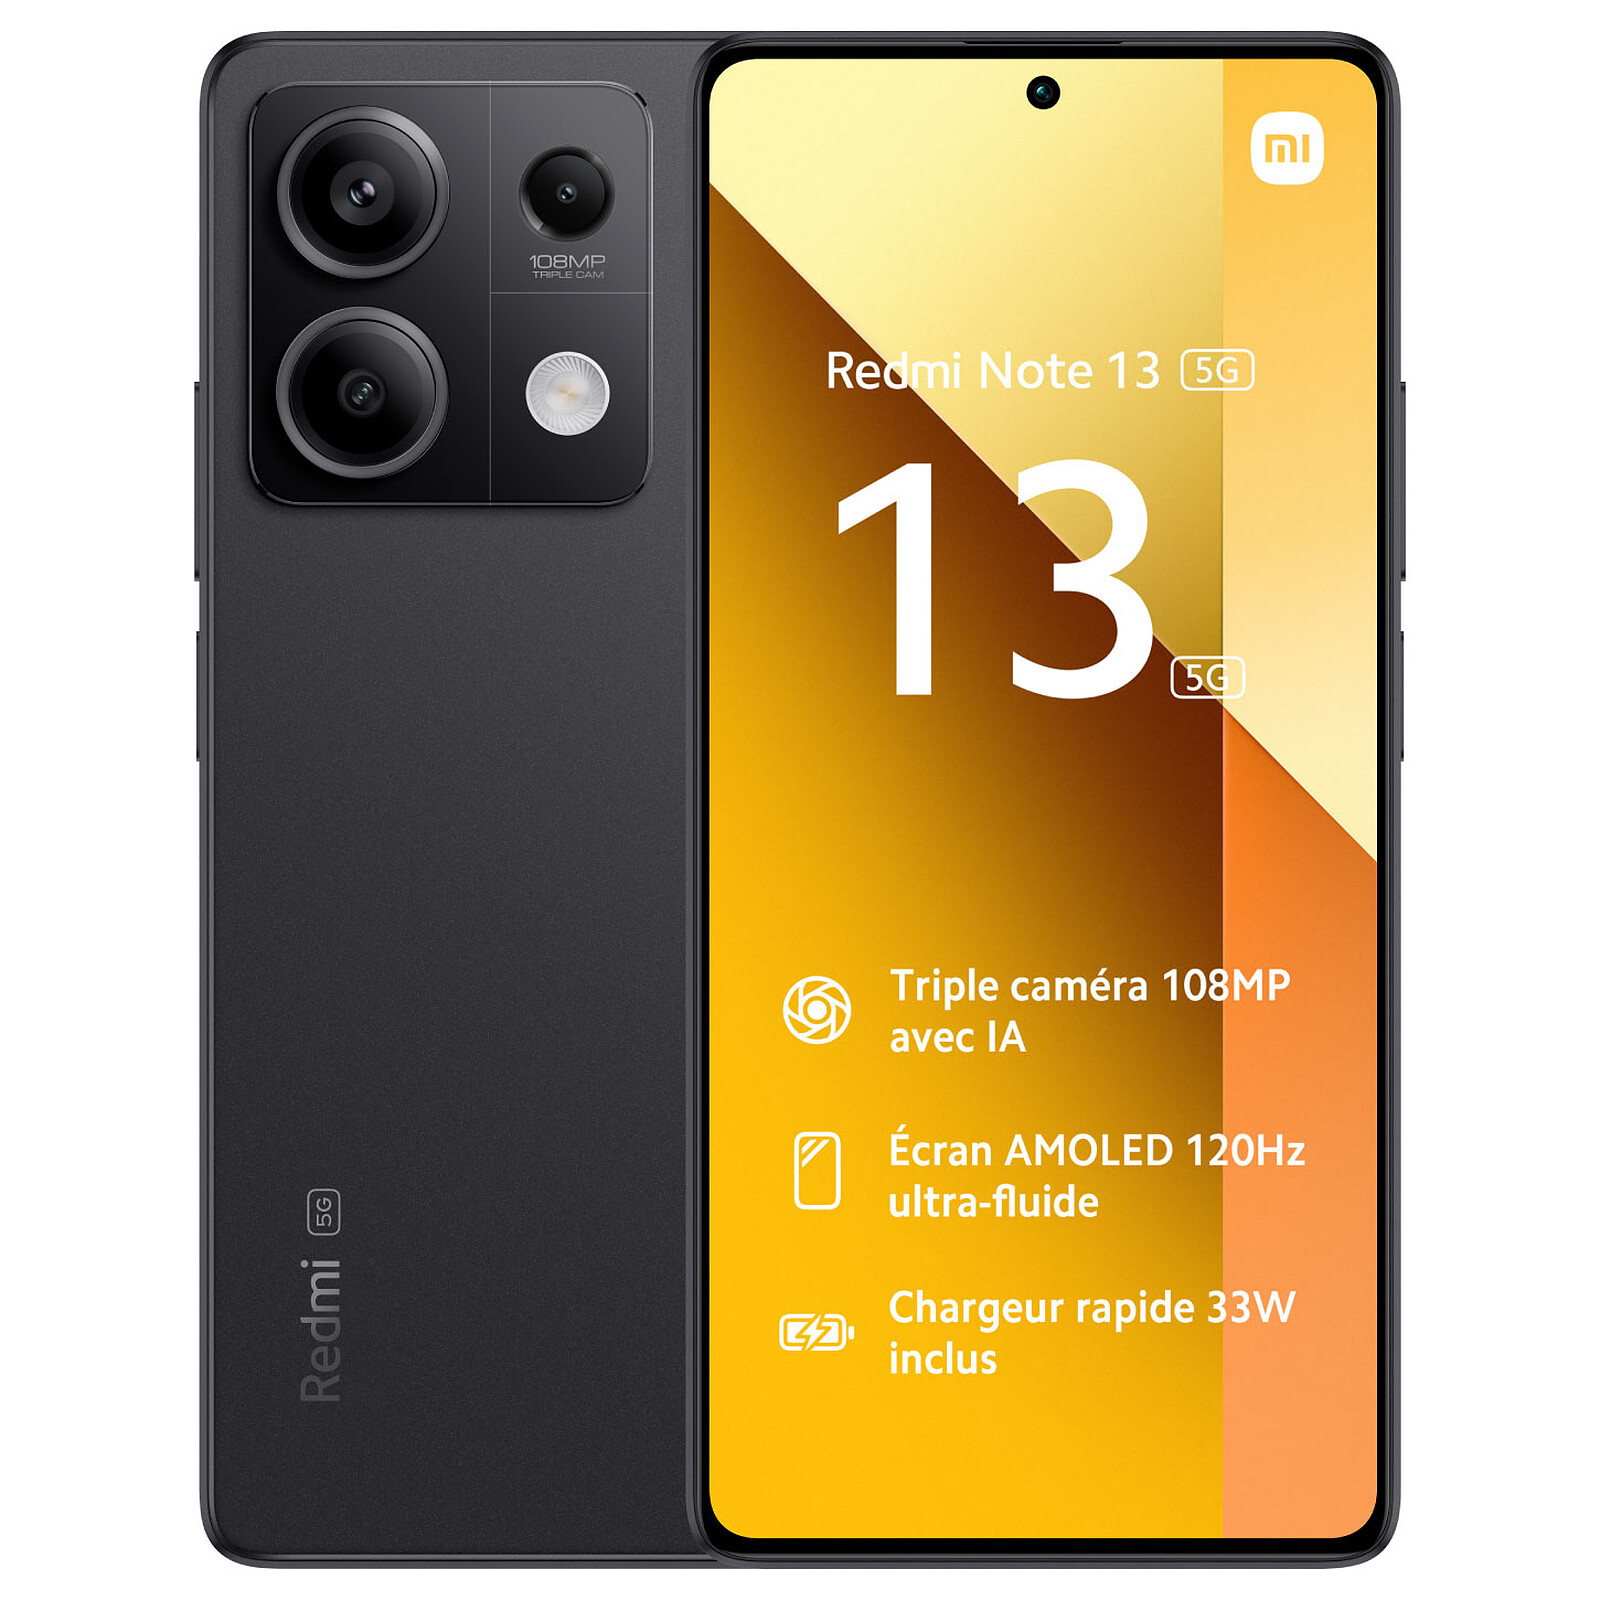 108MP
TRIPLE CAM
Redmi 5G
mi
Redmi Note 13 5G
13 5G
Triple caméra 108MP
avec IA
Écran AMOLED 120Hz
ultra-fluide
Chargeur rapide 33W
inclus